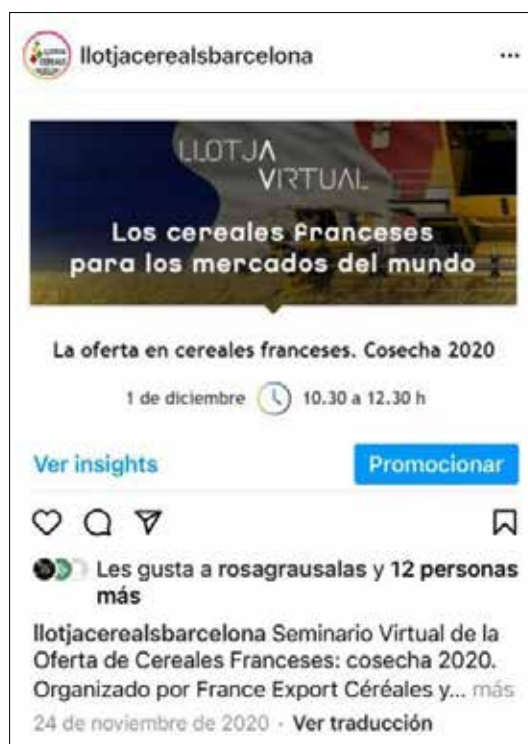 llotjacerealsbarcelona
LLOTJA
VIRTUAL
Los cereales franceses
para los mercados del mundo
La oferta en cereales franceses. Cosecha 2020
1 de diciembre 10.30 a 12.30 h
Ver insights Promocionar
Les gusta a rosagrausalas y 12 personas
más
llotjacerealsbarcelona Seminario Virtual de la
Oferta de Cereales Franceses: cosecha 2020.
Organizado por France Export Céréales y... más
24 de noviembre de 2020 · Ver traducción